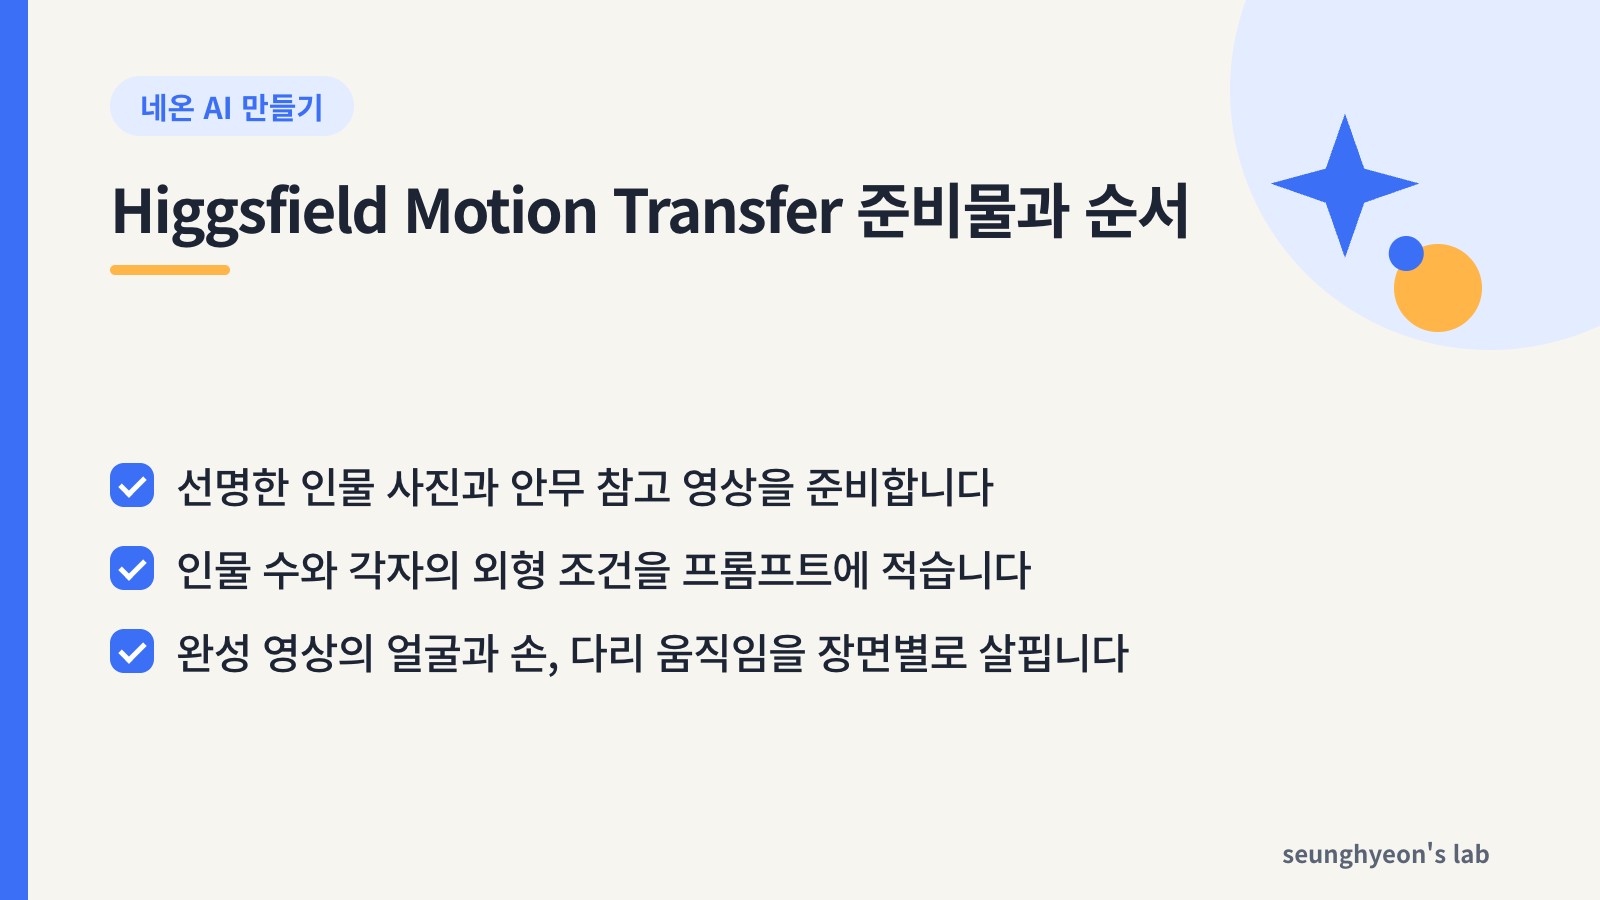 네온 AI 만들기
Higgsfield Motion Transfer 준비물과 순서
선명한 인물 사진과 안무 참고 영상을 준비합니다
인물 수와 각자의 외형 조건을 프롬프트에 적습니다
완성 영상의 얼굴과 손, 다리 움직임을 장면별로 살핍니다
seunghyeon's lab